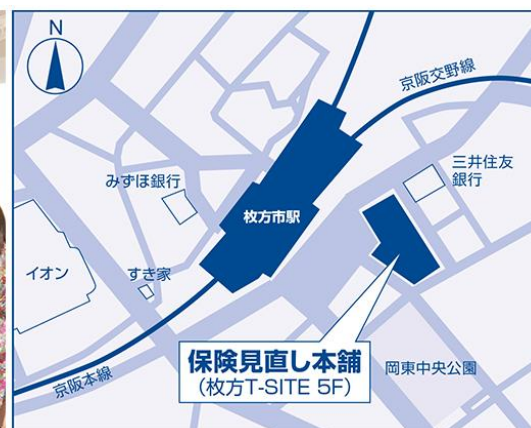 N
京阪交野線
三井住友
銀行
みずほ銀行
枚方市駅
イオン
すき家
保険見直し本舗
(枚方T-SITE 5F)
岡東中央公園
京阪本線